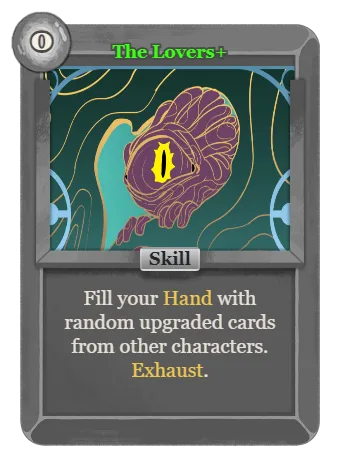 0
The Lovers+
Skill
Fill your Hand with
random upgraded cards
from other characters.
Exhaust.